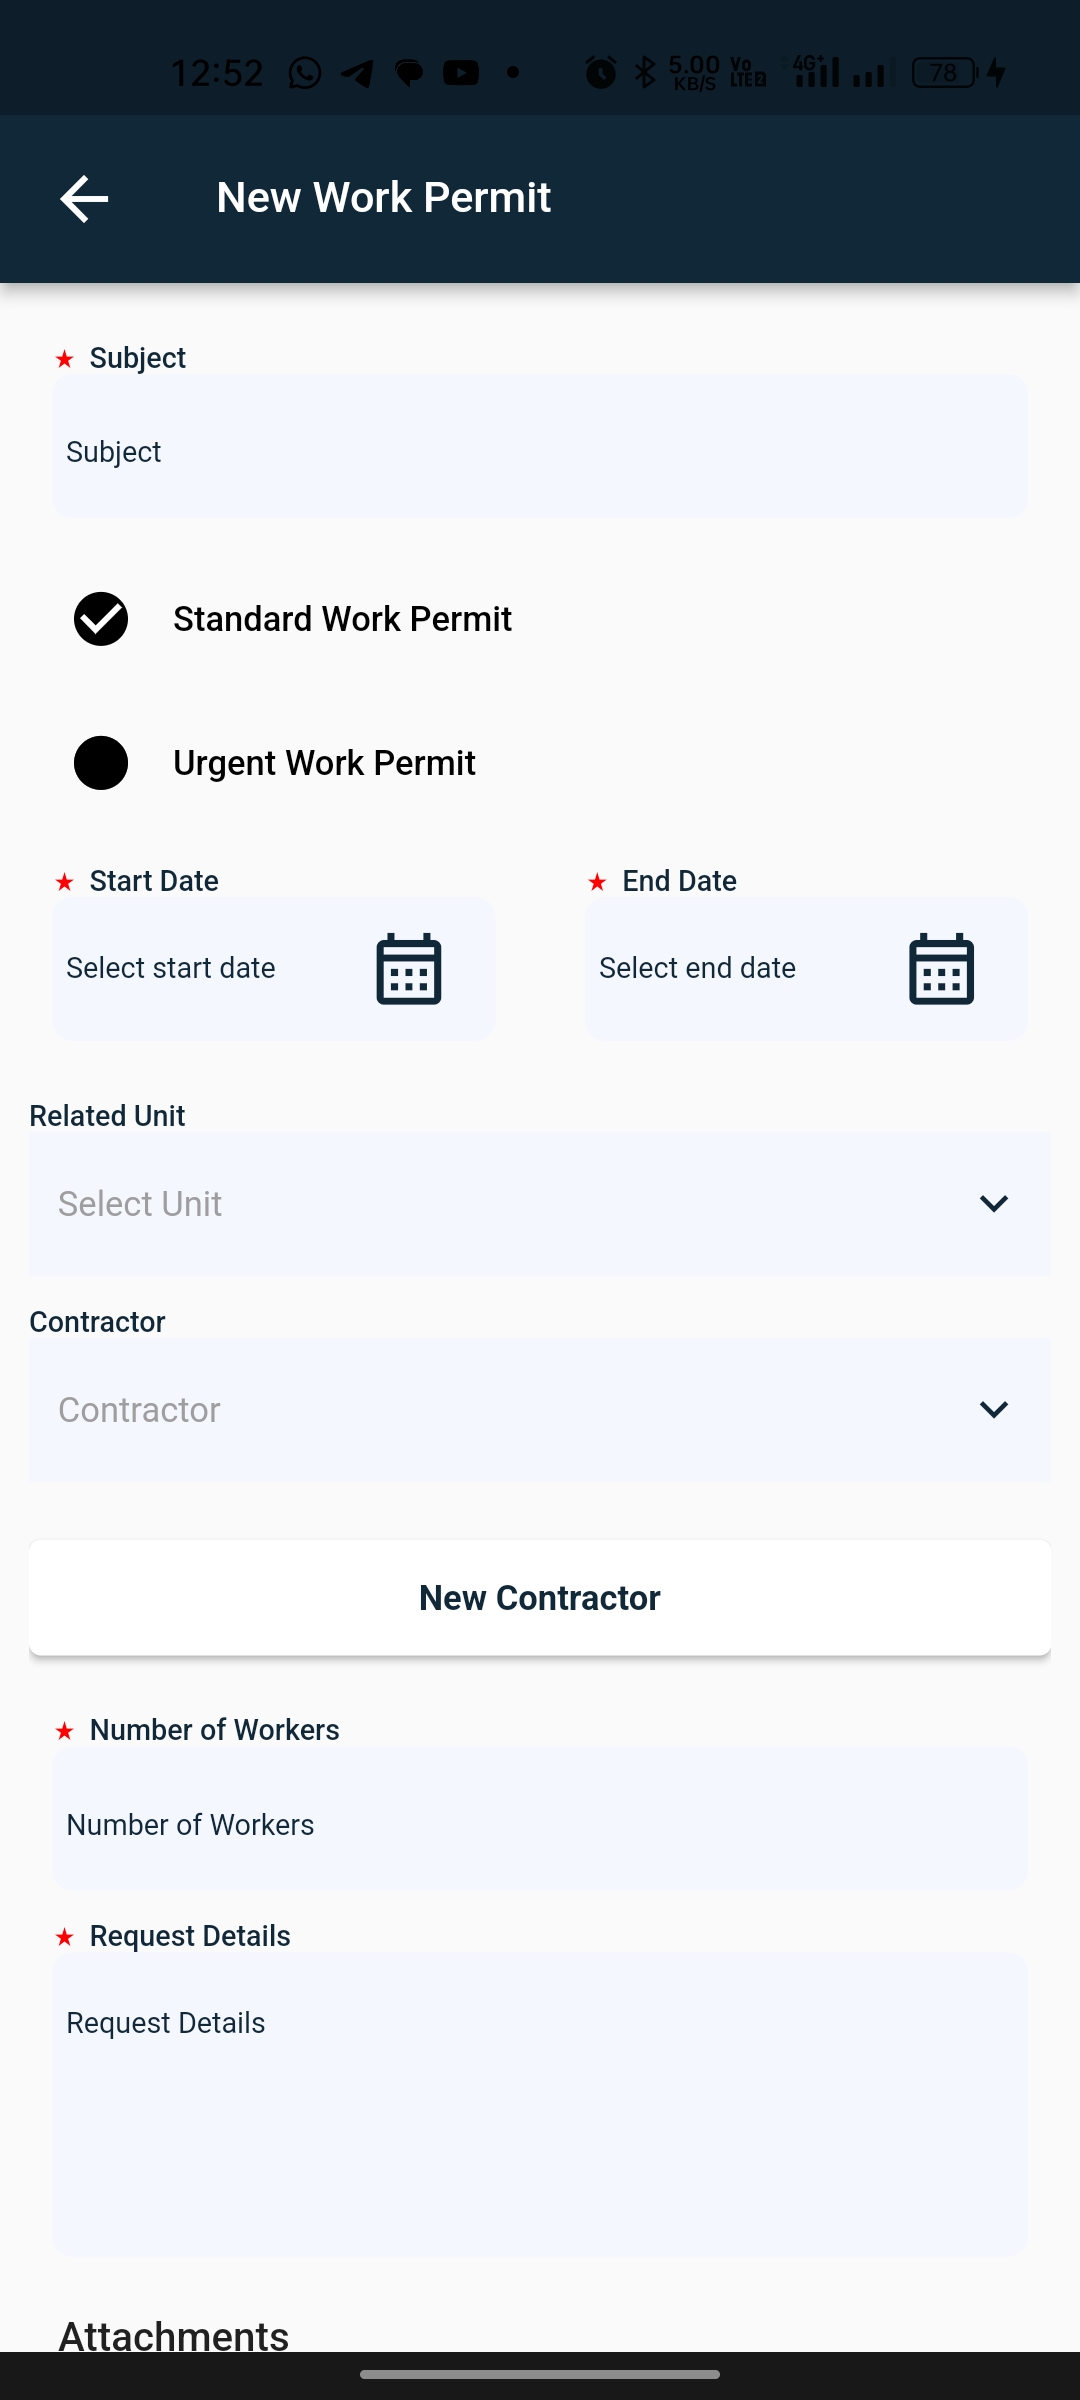 12:52 5.00 KB/S Vo LTE 2 4G+ 78
New Work Permit
★ Subject
Subject
Standard Work Permit
Urgent Work Permit
★ Start Date ★ End Date
Select start date Select end date
Related Unit
Select Unit
Contractor
Contractor
New Contractor
★ Number of Workers
Number of Workers
★ Request Details
Request Details
Attachments